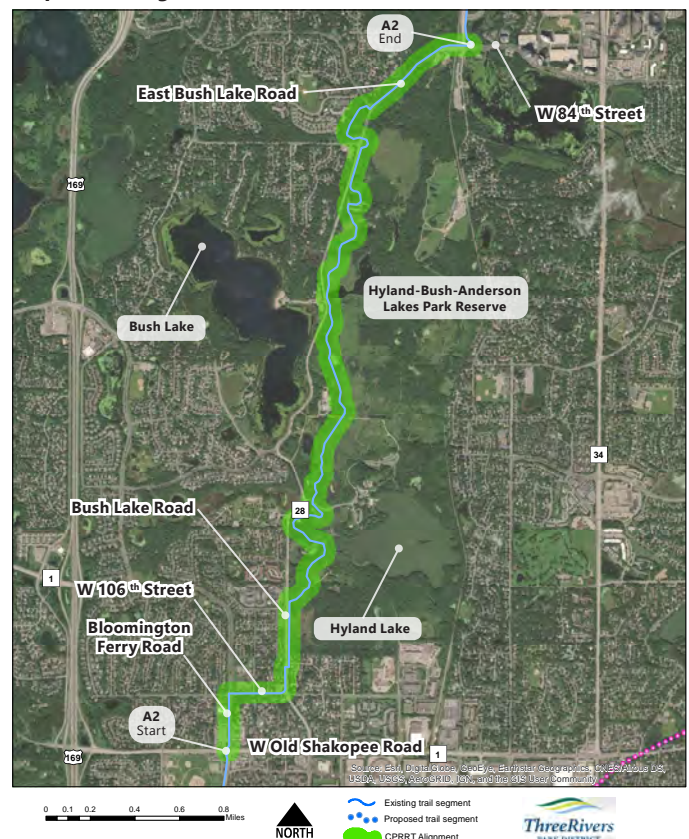 A2
End
East Bush Lake Road
W 84th Street
169
Hyland-Bush-Anderson
Lakes Park Reserve
Bush Lake
34
28
Bush Lake Road
1
W 106th Street
Bloomington
Ferry Road
Hyland Lake
A2
Start
W Old Shakopee Road
169
1
Source: Esri, DigitalGlobe, GeoEye, Earthstar Geographics, CNES/Airbus DS,
USDA, USGS, AeroGRID, IGN, and the GIS User Community
0 0.1 0.2 0.4 0.6 0.8
Miles
NORTH
Existing trail segment
Proposed trail segment
CPRRT Alignment
ThreeRivers
PARK DISTRICT